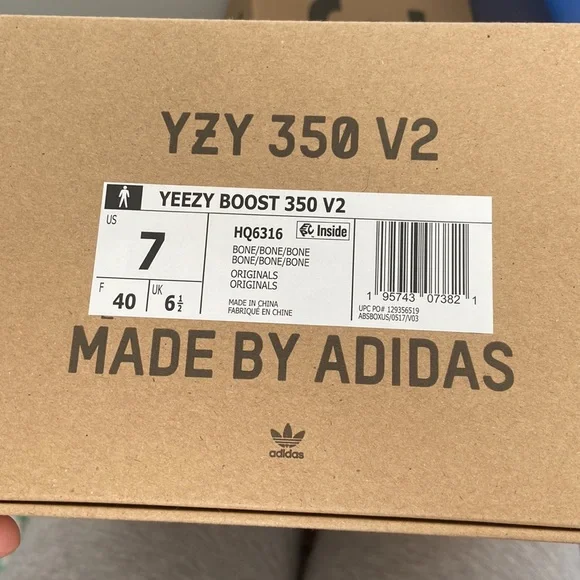 YZY 350 V2
YEEZY BOOST 350 V2
US
7
F
40
UK
6½
HQ6316
Inside
BONE/BONE/BONE
BONE/BONE/BONE
ORIGINALS
ORIGINALS
MADE IN CHINA
FABRIQUÉ EN CHINE
1 95743 07382 1
UPC PO# 129356519
ABSBOXUS/0517/V03
MADE BY ADIDAS
adidas